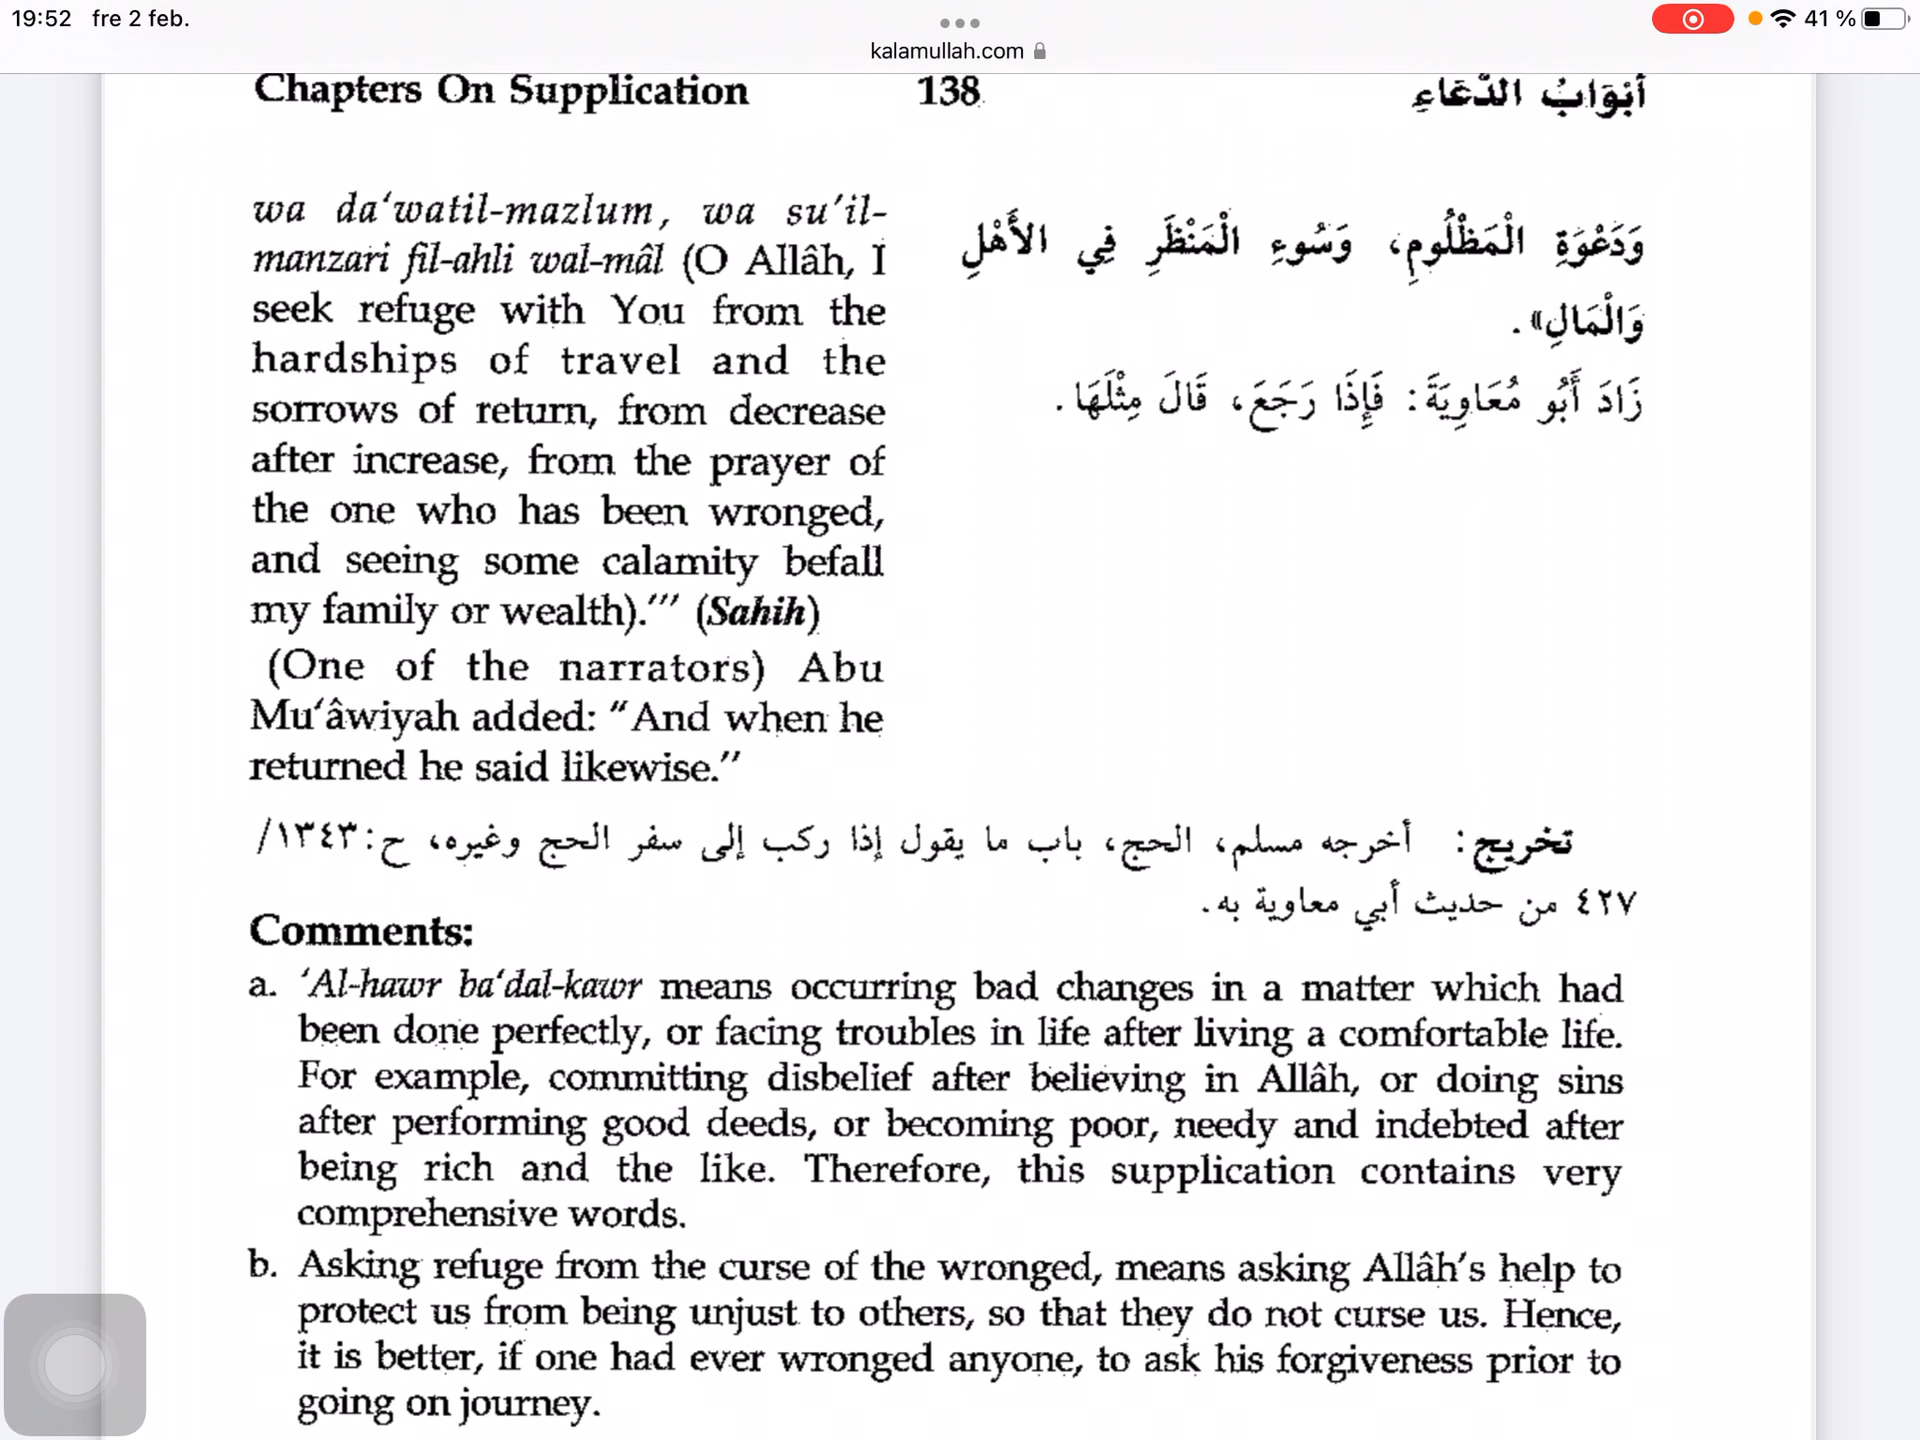 19:52 fre 2 feb.
41 %
kalamullah.com
Chapters On Supplication 138 أَبْوَابُ الدُّعَاءِ
wa da‘watil-mazlum, wa su’il-
manzari fil-ahli wal-mâl (O Allâh, I
seek refuge with You from the
hardships of travel and the
sorrows of return, from decrease
after increase, from the prayer of
the one who has been wronged,
and seeing some calamity befall
my family or wealth).’” (Sahih)
(One of the narrators) Abu
Mu‘âwiyah added: “And when he
returned he said likewise.”
وَدَعْوَةِ الْمَظْلُومِ، وَسُوءِ الْمَنْظَرِ فِي الأَهْلِ
وَالْمَالِ».
زَادَ أَبُو مُعَاوِيَةَ: فَإِذَا رَجَعَ، قَالَ مِثْلَهَا.
تخريج: أخرجه مسلم، الحج، باب ما يقول إذا ركب إلى سفر الحج وغيره، ح:١٣٤٣/
٤٢٧ من حديث أبي معاوية به.
Comments:
a. ‘Al-hawr ba‘dal-kawr means occurring bad changes in a matter which had
been done perfectly, or facing troubles in life after living a comfortable life.
For example, committing disbelief after believing in Allâh, or doing sins
after performing good deeds, or becoming poor, needy and indebted after
being rich and the like. Therefore, this supplication contains very
comprehensive words.
b. Asking refuge from the curse of the wronged, means asking Allâh’s help to
protect us from being unjust to others, so that they do not curse us. Hence,
it is better, if one had ever wronged anyone, to ask his forgiveness prior to
going on journey.